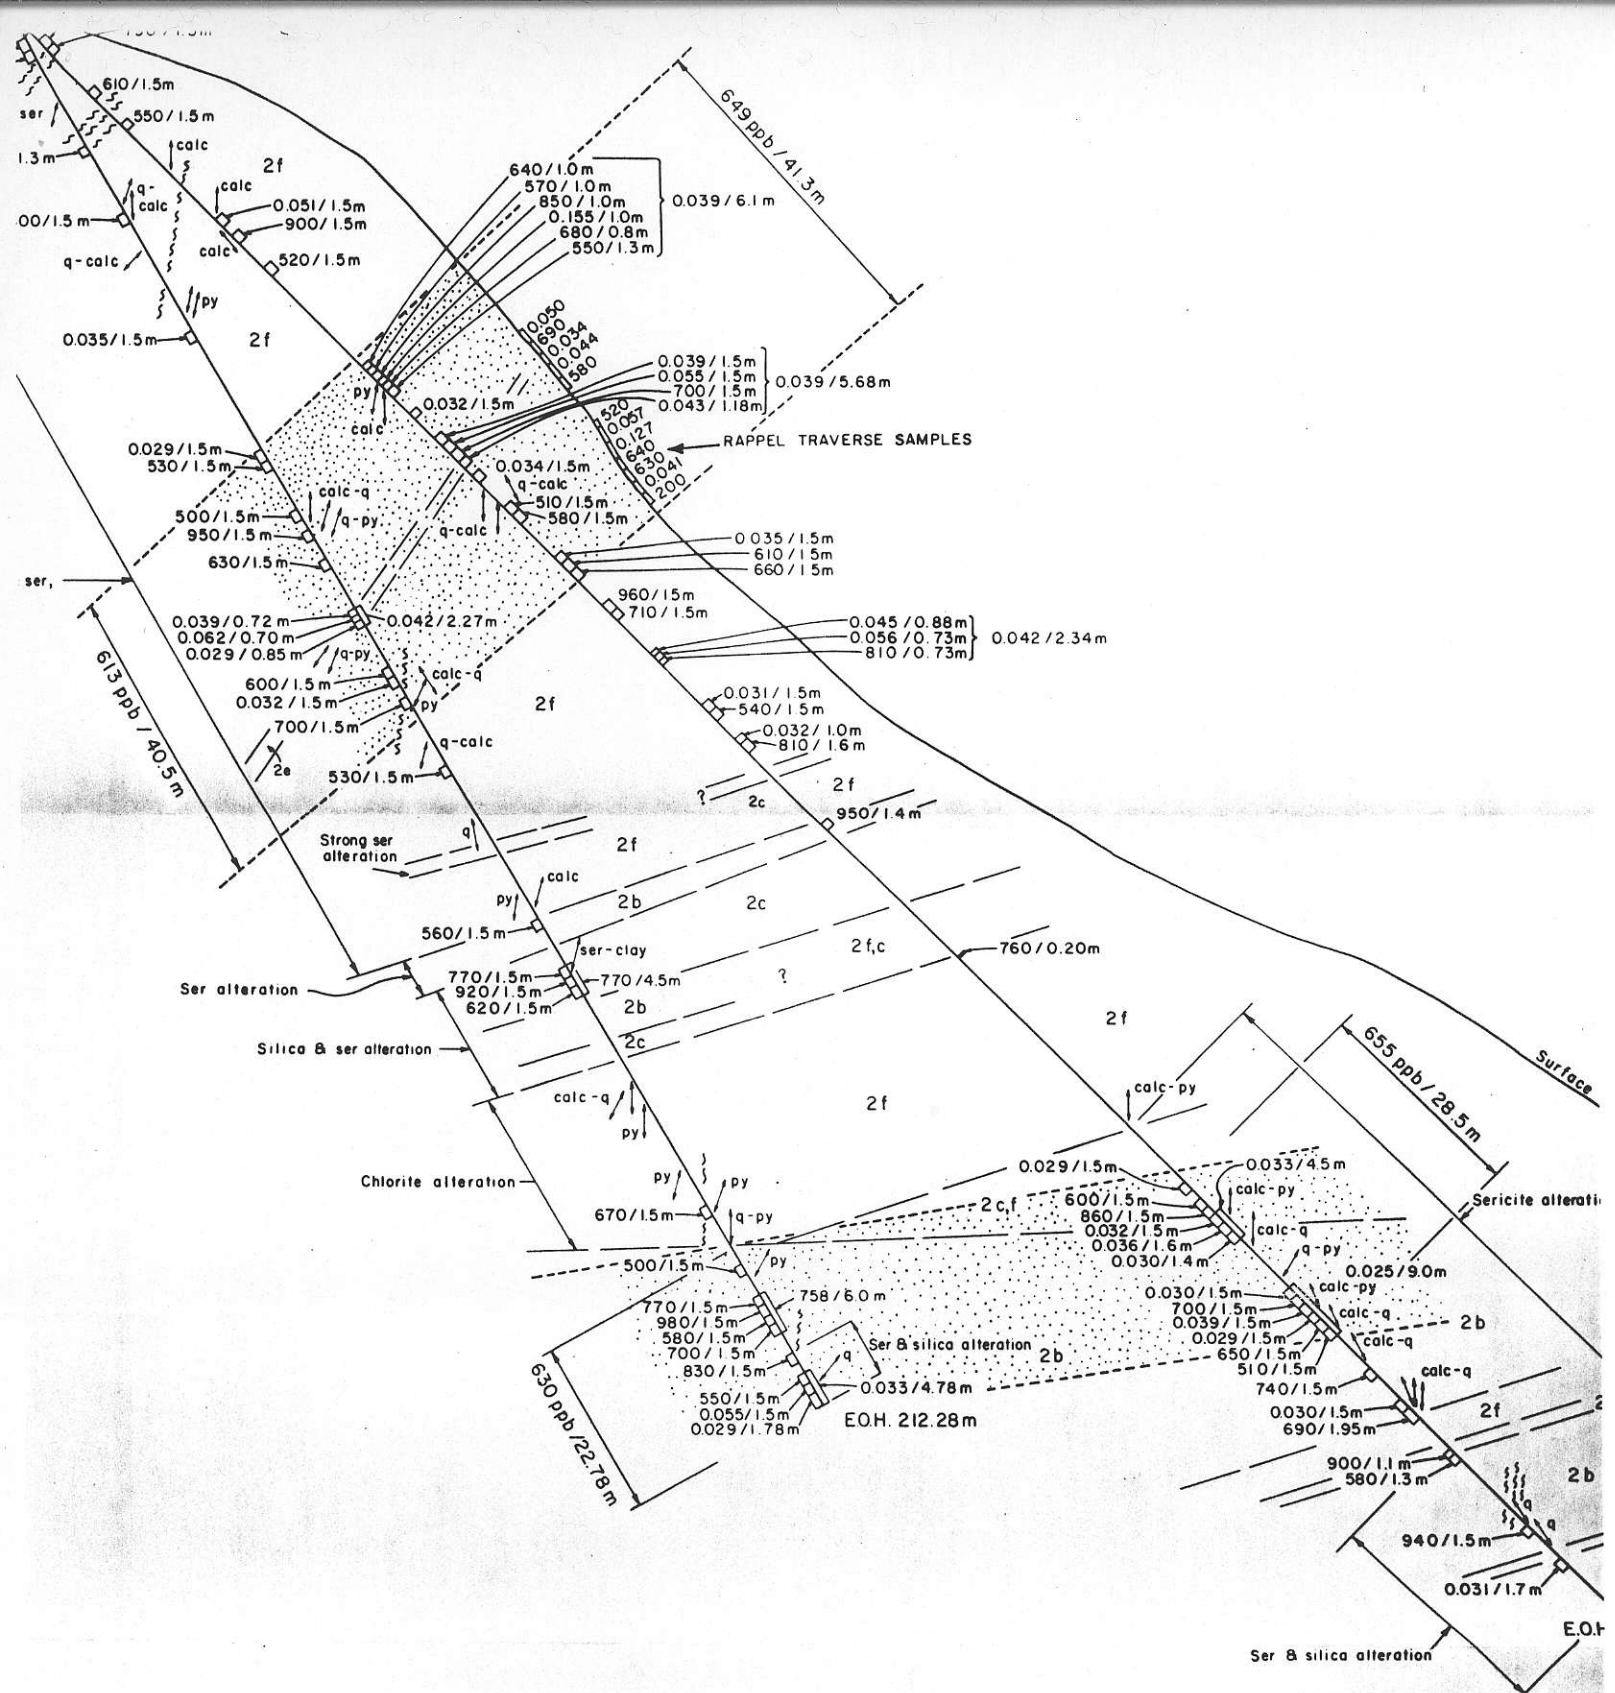 610/1.5m
ser
550/1.5m
1.3m
calc
2f
q-
calc
calc
0.051/1.5m
900/1.5m
00/1.5m
calc
q-calc
520/1.5m
py
0.035/1.5m
2f
649 ppb / 41.3m
640/1.0m
570/1.0m
850/1.0m
0.155/1.0m
680/0.8m
550/1.3m
0.039/6.1m
0.050
690
0.034
0.044
580
py
calc
0.032/1.5m
0.039/1.5m
0.055/1.5m
700/1.5m
0.043/1.18m
0.039/5.68m
520
0.057
0.127
640
630
0.041
200
RAPPEL TRAVERSE SAMPLES
0.029/1.5m
530/1.5m
0.034/1.5m
q-calc
510/1.5m
580/1.5m
calc-q
q-py
500/1.5m
950/1.5m
q-calc
630/1.5m
0.035/1.5m
610/1.5m
660/1.5m
ser,
960/15m
710/1.5m
0.039/0.72m
0.062/0.70m
0.029/0.85m
0.042/2.27m
0.045/0.88m
0.056/0.73m
810/0.73m
0.042/2.34m
q-py
calc-q
600/1.5m
0.032/1.5m
py
700/1.5m
613 ppb / 40.5m
2f
0.031/1.5m
540/1.5m
0.032/1.0m
810/1.6m
q-calc
2e
530/1.5m
2f
?
2c
950/1.4m
q
Strong ser
alteration
2f
calc
py
2b
2c
560/1.5m
ser-clay
2f,c
760/0.20m
770/1.5m
920/1.5m
620/1.5m
770/4.5m
?
2b
Ser alteration
2c
2f
Silica & ser alteration
calc-q
py
2f
calc-py
655 ppb / 28.5m
Surface
Chlorite alteration
py
py
0.029/1.5m
0.033/4.5m
calc-py
600/1.5m
860/1.5m
0.032/1.5m
0.036/1.6m
0.030/1.4m
2c,f
Sericite alterati
670/1.5m
q-py
calc-q
q-py
500/1.5m
py
0.025/9.0m
calc-py
758/6.0m
770/1.5m
980/1.5m
580/1.5m
700/1.5m
830/1.5m
0.030/1.5m
700/1.5m
0.039/1.5m
0.029/1.5m
650/1.5m
510/1.5m
740/1.5m
calc-q
2b
calc-q
Ser & silica alteration
2b
q
550/1.5m
0.055/1.5m
0.029/1.78m
0.033/4.78m
E.O.H. 212.28m
630 ppb /22.78m
calc-q
0.030/1.5m
690/1.95m
2f
900/1.1m
580/1.3m
2b
q
q
940/1.5m
0.031/1.7m
E.O.H
Ser & silica alteration